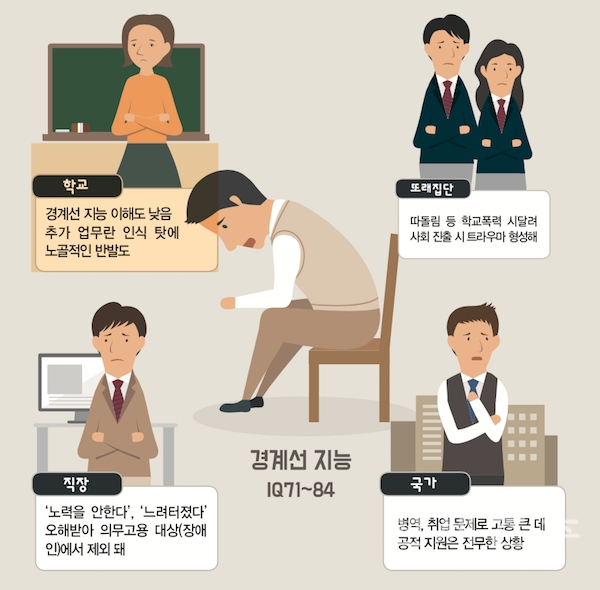 학교
경계선 지능 이해도 낮음
추가 업무란 인식 탓에
노골적인 반발도
또래집단
따돌림 등 학교폭력 시달려
사회 진출 시 트라우마 형성해
경계선 지능
IQ71~84
직장
‘노력을 안한다’, ‘느려터졌다’
오해받아 의무고용 대상(장애
인)에서 제외 돼
국가
병역, 취업 문제로 고통 큰 데
공적 지원은 전무한 상황